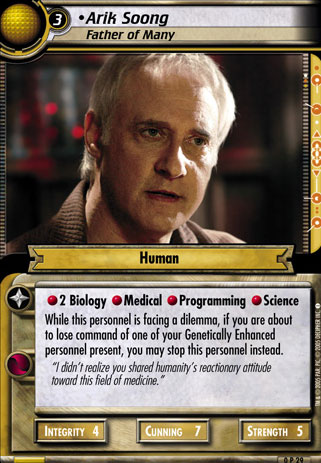 3
•Arik Soong
Father of Many
Human
2 Biology Medical Programming Science
While this personnel is facing a dilemma, if you are about
to lose command of one of your Genetically Enhanced
personnel present, you may stop this personnel instead.
"I didn't realize you shared humanity's reactionary attitude
toward this field of medicine."
INTEGRITY 4 CUNNING 7 STRENGTH 5
0 P 29